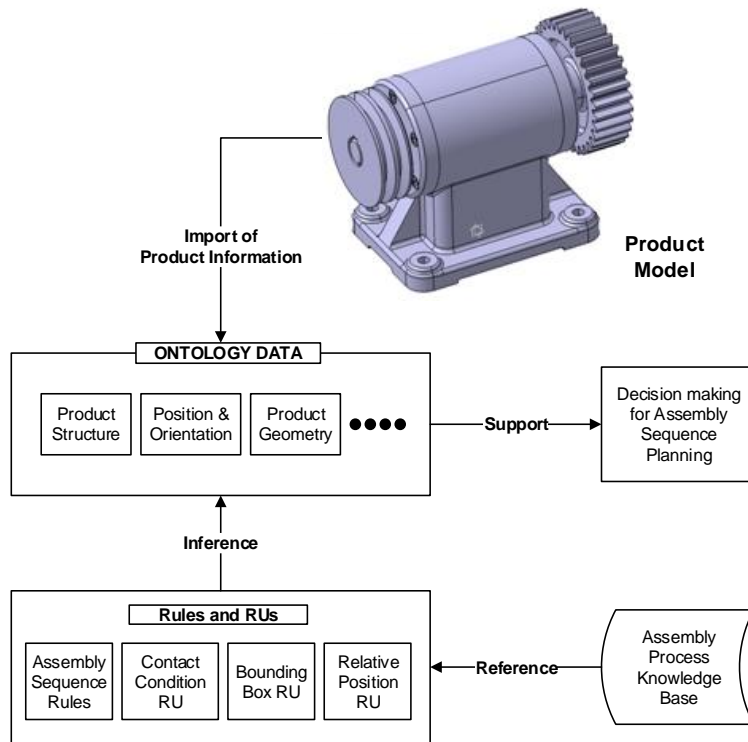 Import of
Product Information
Product
Model
ONTOLOGY DATA
Product
Structure
Position &
Orientation
Product
Geometry
Support
Decision making
for Assembly
Sequence
Planning
Inference
Rules and RUs
Assembly
Sequence
Rules
Contact
Condition
RU
Bounding
Box RU
Relative
Position
RU
Reference
Assembly
Process
Knowledge
Base